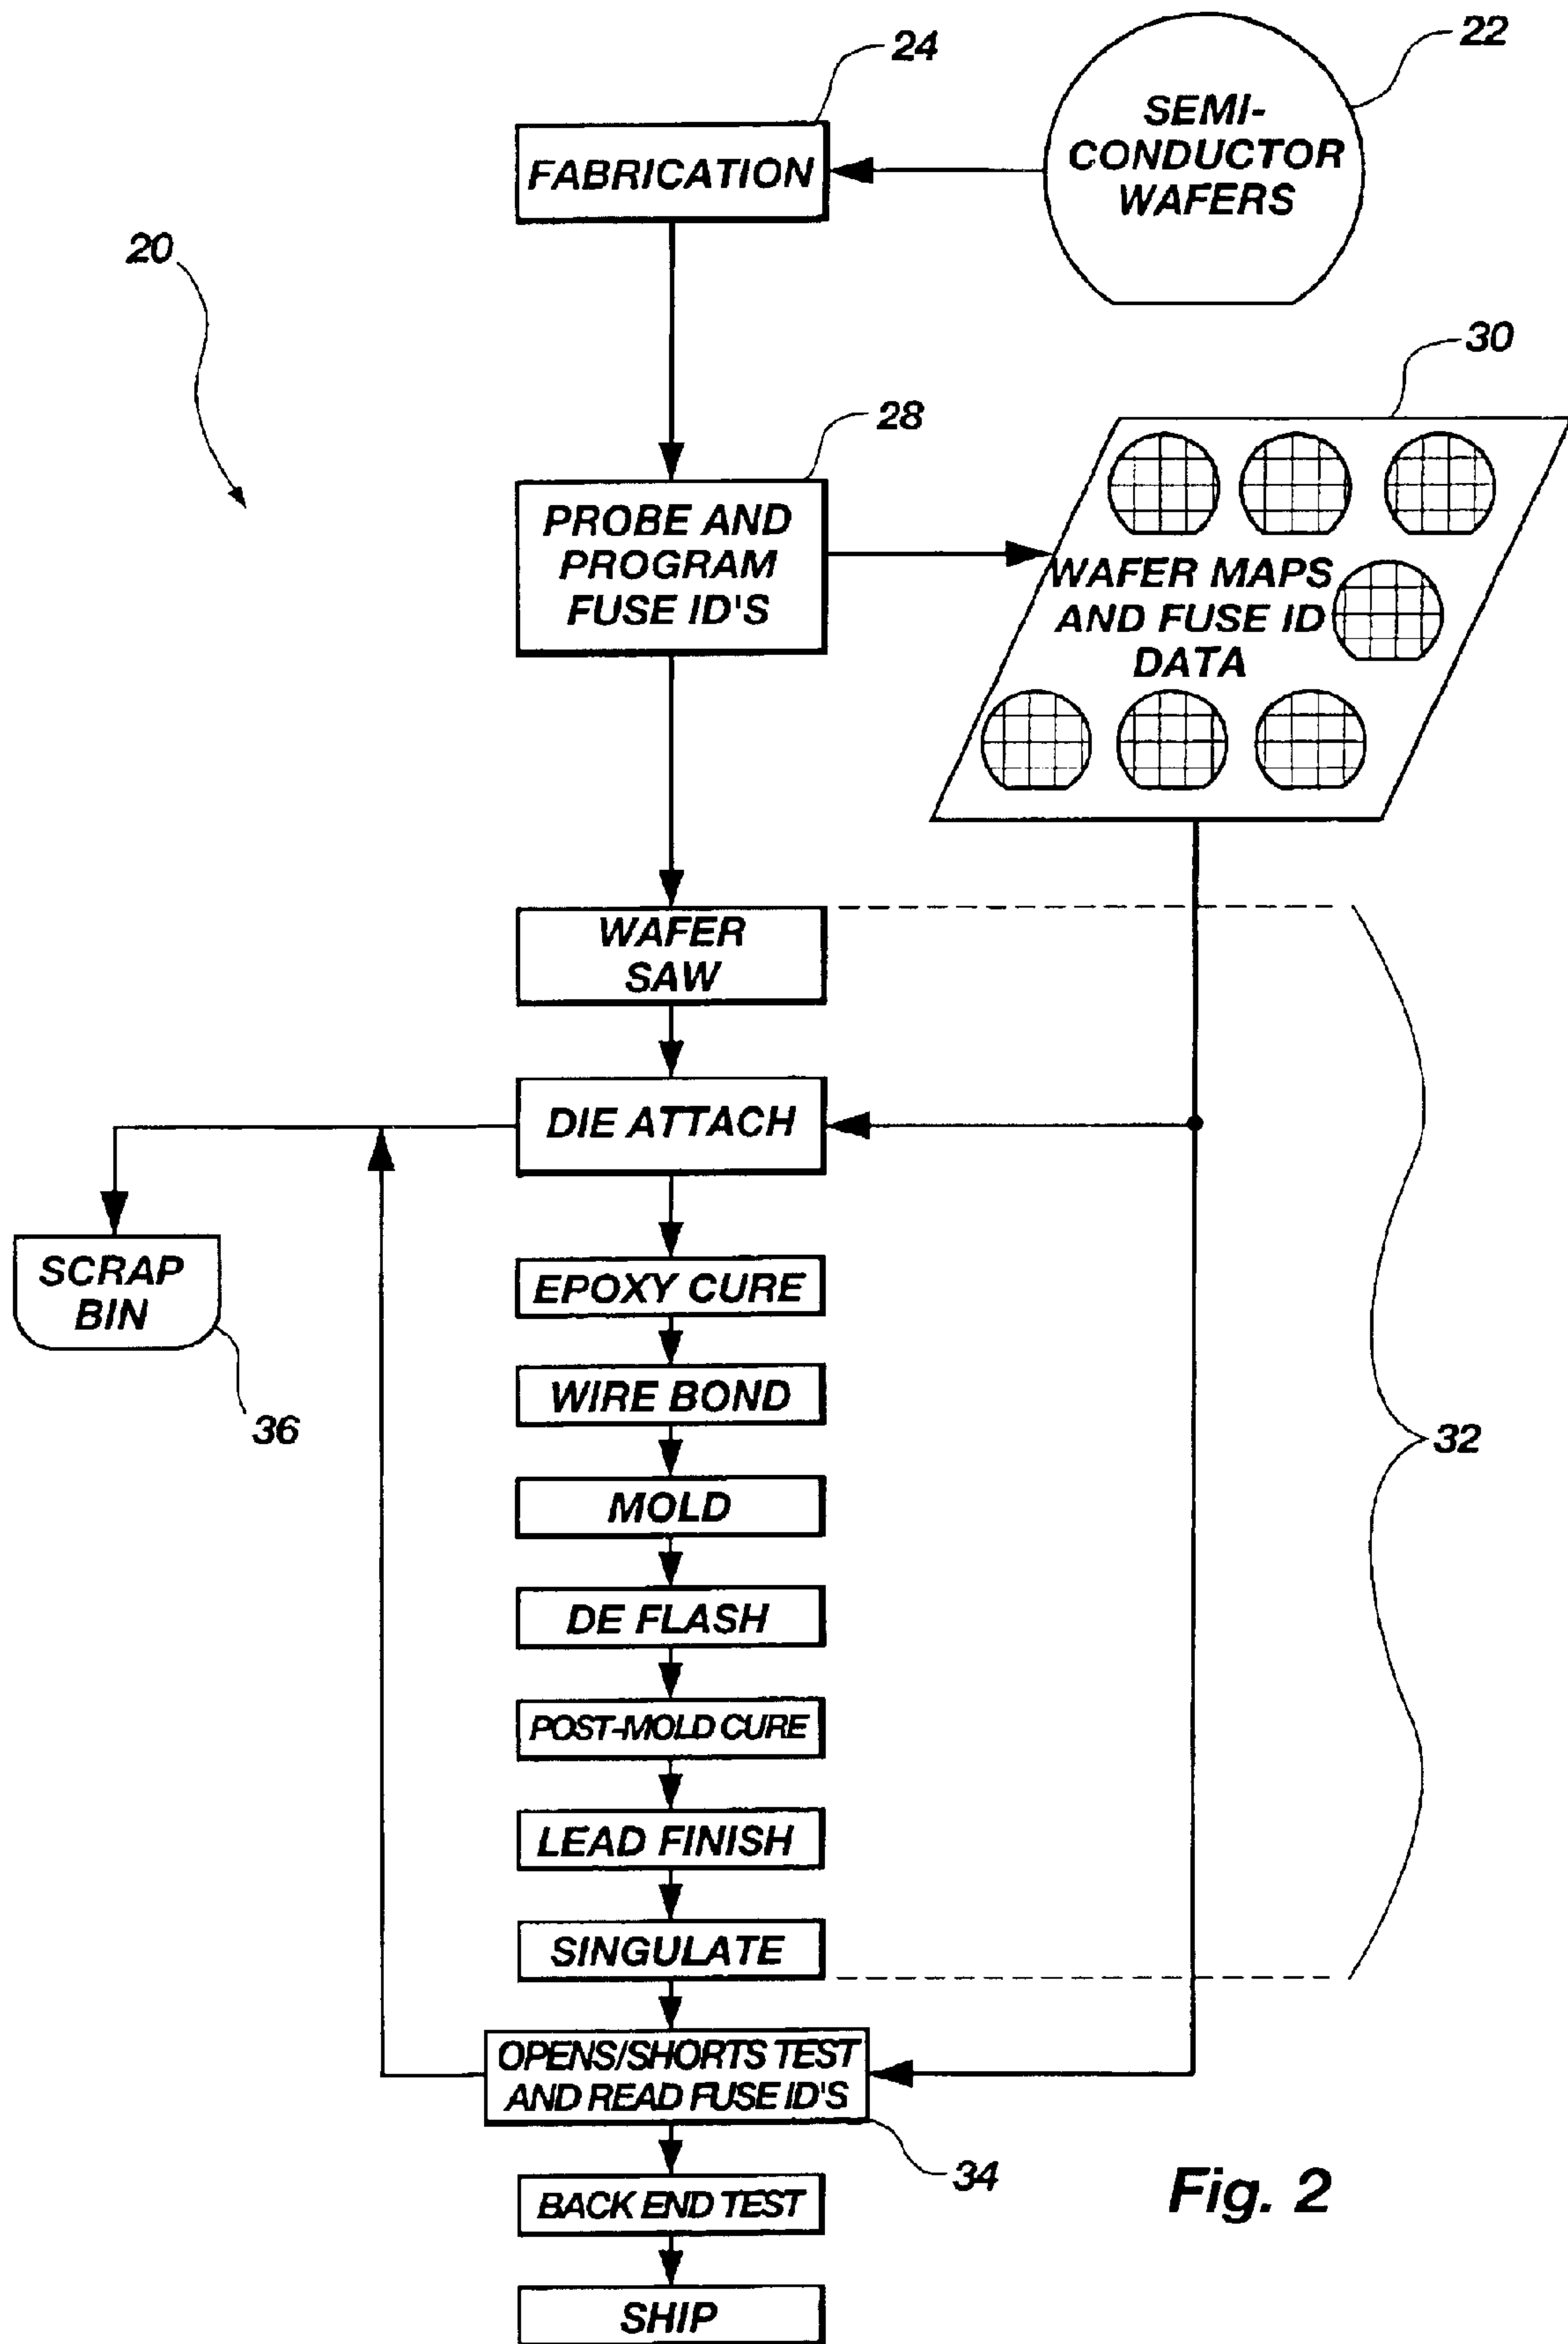 24
22
SEMI-
CONDUCTOR
WAFERS
FABRICATION
20
30
28
PROBE AND
PROGRAM
FUSE ID'S
WAFER MAPS
AND FUSE ID
DATA
WAFER
SAW
DIE ATTACH
SCRAP
BIN
36
EPOXY CURE
WIRE BOND
32
MOLD
DE FLASH
POST-MOLD CURE
LEAD FINISH
SINGULATE
OPENS/SHORTS TEST
AND READ FUSE ID'S
34
BACK END TEST
SHIP
Fig. 2